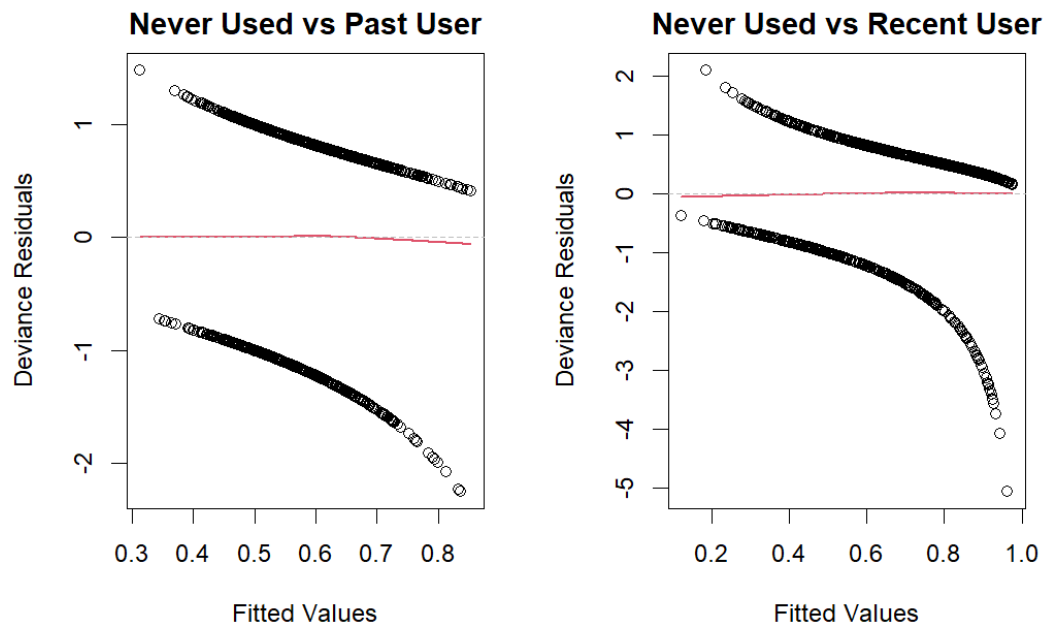 Never Used vs Past User
Deviance Residuals
1
0
-1
-2
0.3 0.4 0.5 0.6 0.7 0.8
Fitted Values
Never Used vs Recent User
Deviance Residuals
2
1
0
-1
-2
-3
-4
-5
0.2 0.4 0.6 0.8 1.0
Fitted Values